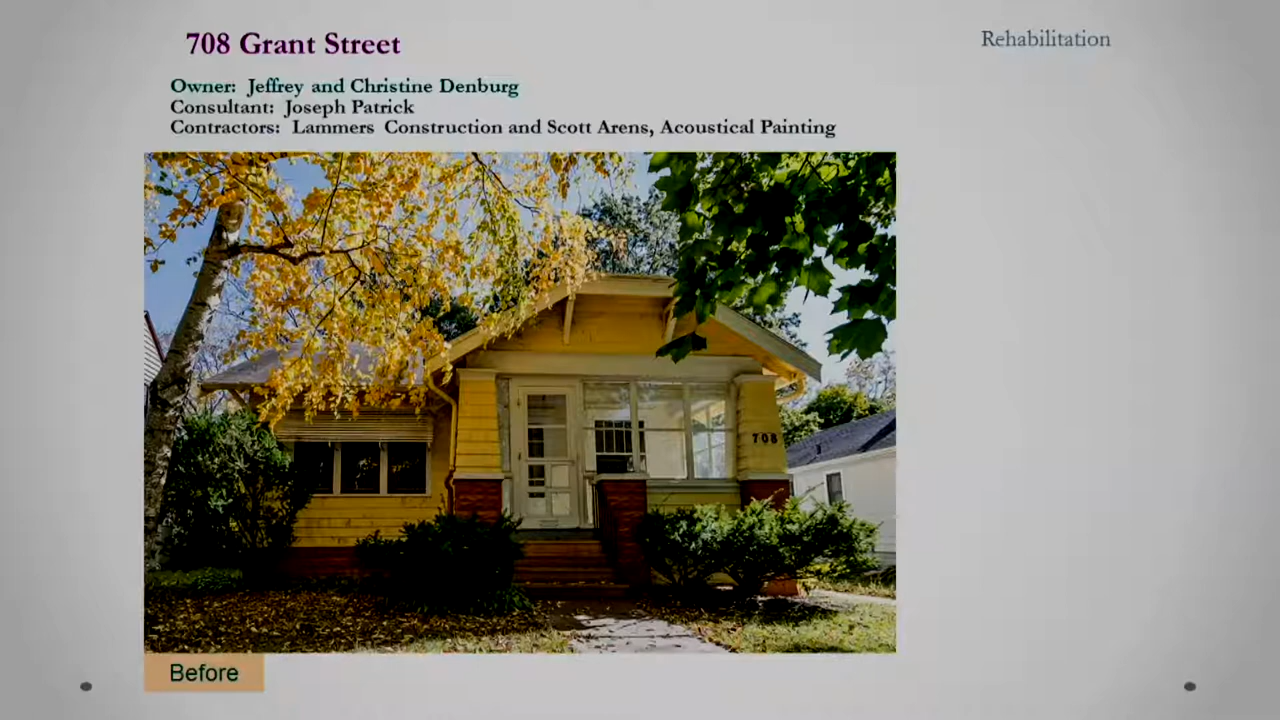 708 Grant Street
Rehabilitation
Owner: Jeffrey and Christine Denburg
Consultant: Joseph Patrick
Contractors: Lammers Construction and Scott Arens, Acoustical Painting
708
Before